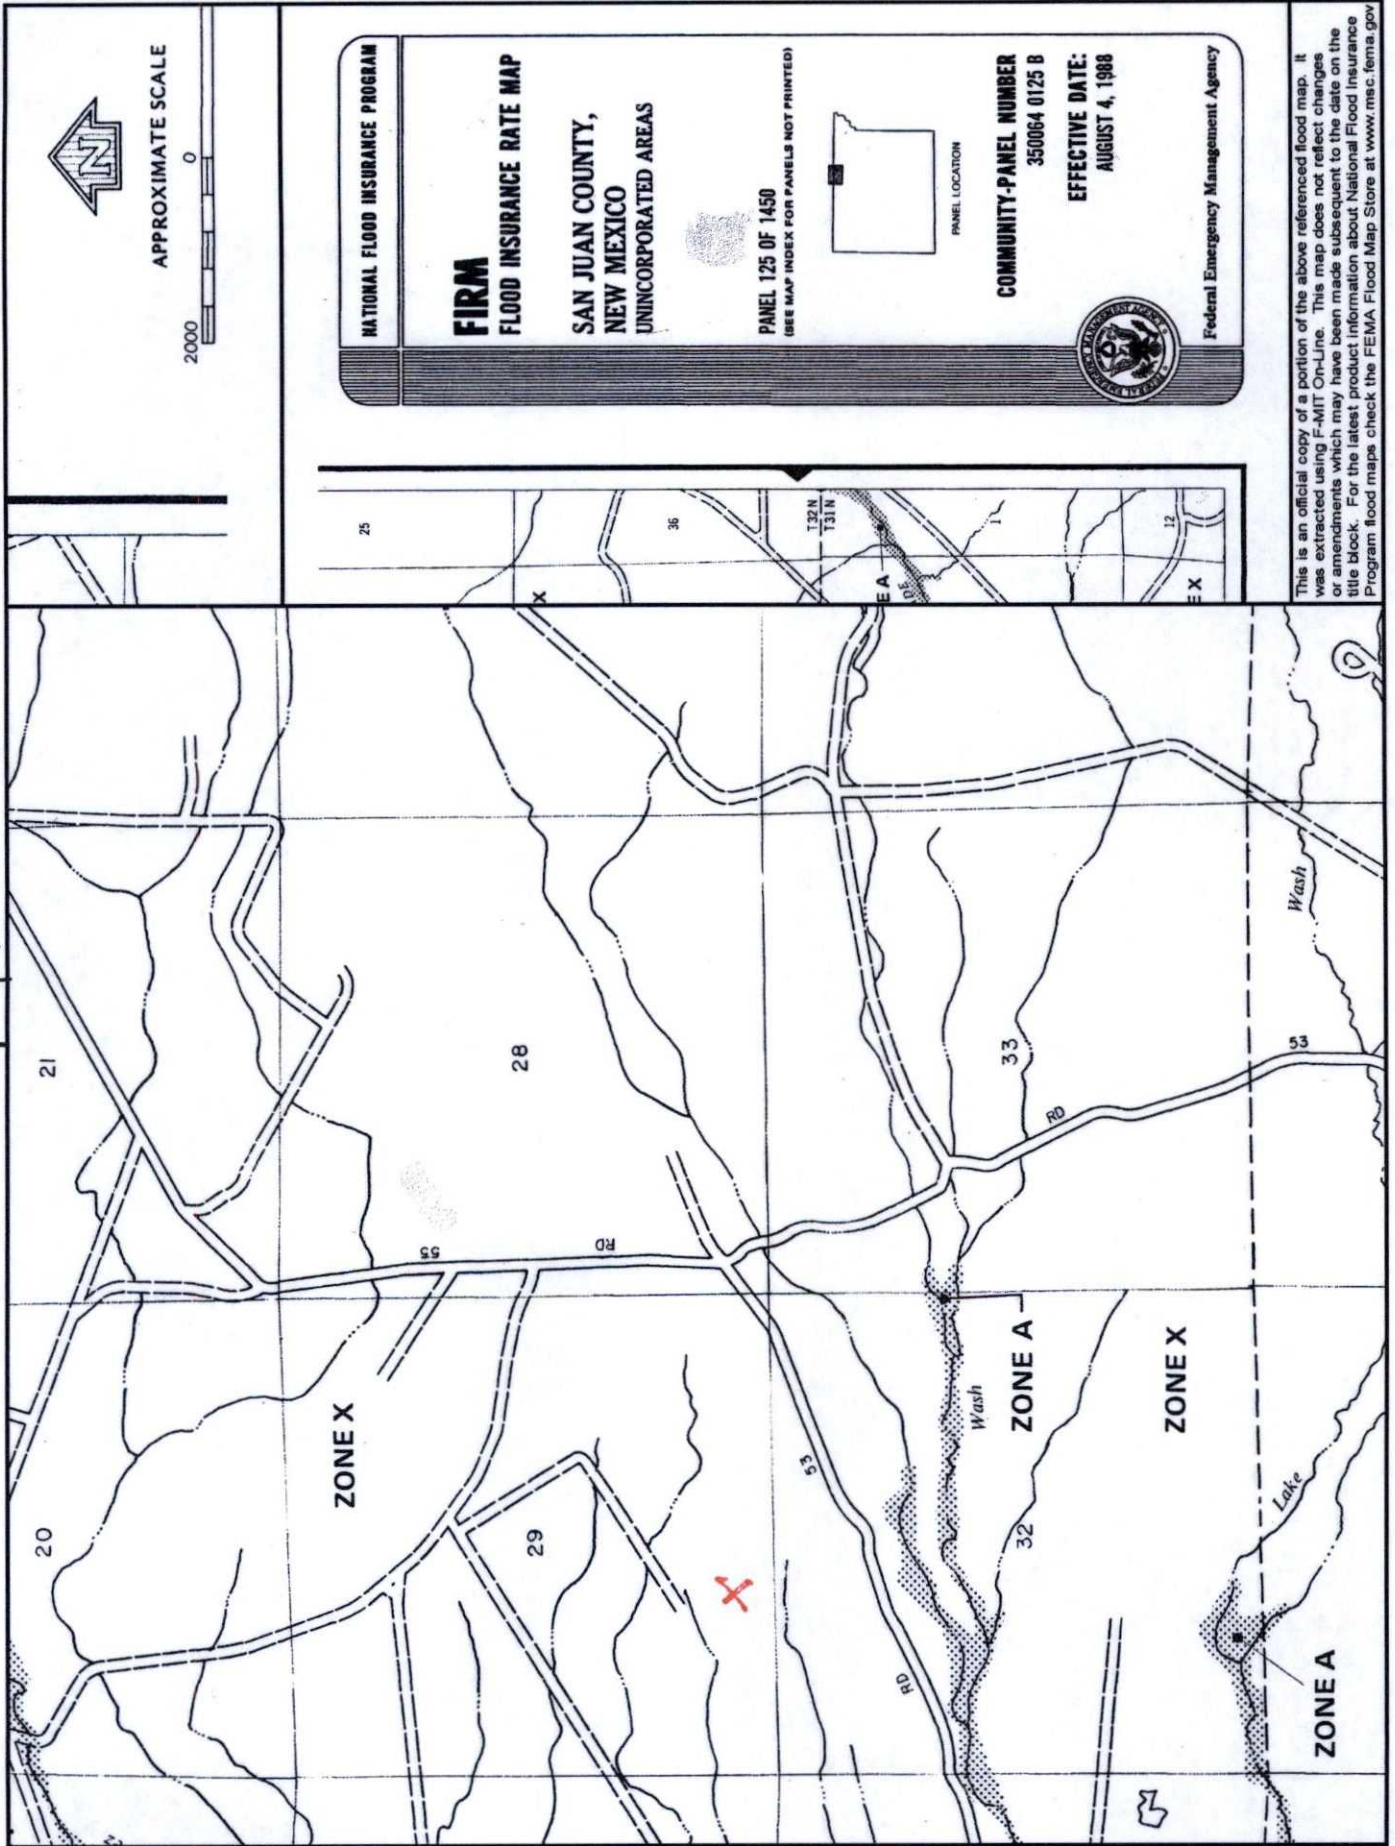 APPROXIMATE SCALE
2000 0
NATIONAL FLOOD INSURANCE PROGRAM
FIRM
FLOOD INSURANCE RATE MAP
SAN JUAN COUNTY,
NEW MEXICO
UNINCORPORATED AREAS
PANEL 125 OF 1450
(SEE MAP INDEX FOR PANELS NOT PRINTED)
PANEL LOCATION
COMMUNITY-PANEL NUMBER
350064 0125 B
EFFECTIVE DATE:
AUGUST 4, 1988
Federal Emergency Management Agency
This is an official copy of a portion of the above referenced flood map. It
was extracted using F-MIT On-Line. This map does not reflect changes
or amendments which may have been made subsequent to the date on the
title block. For the latest product information about National Flood Insurance
Program flood maps check the FEMA Flood Map Store at www.msc.fema.gov
N
25
36
T32N
T31N
1
12
X
E A
DE
E X
21
28
33
RD
53
Wash
55
RD
20
ZONE X
29
53
RD
Wash
ZONE A
32
ZONE X
Lake
ZONE A